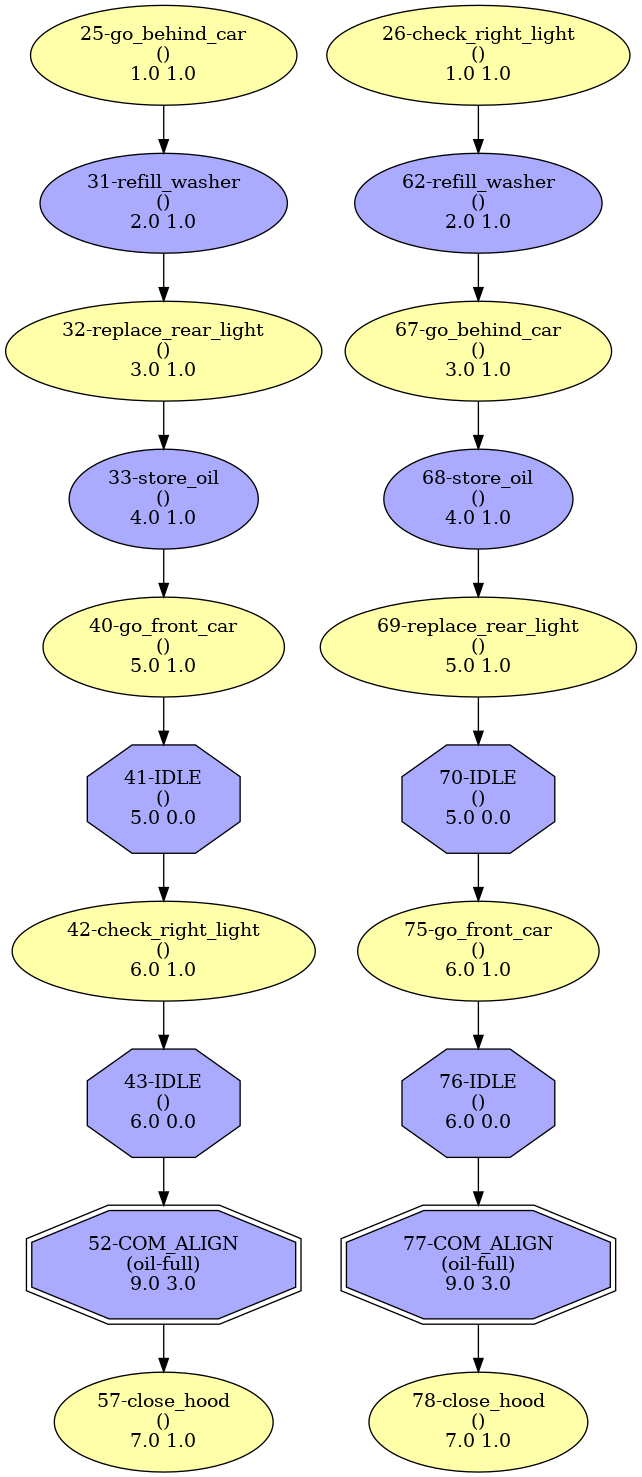 25-go_behind_car
()
1.0 1.0
31-refill_washer
()
2.0 1.0
32-replace_rear_light
()
3.0 1.0
33-store_oil
()
4.0 1.0
40-go_front_car
()
5.0 1.0
41-IDLE
()
5.0 0.0
42-check_right_light
()
6.0 1.0
43-IDLE
()
6.0 0.0
52-COM_ALIGN
(oil-full)
9.0 3.0
57-close_hood
()
7.0 1.0
26-check_right_light
()
1.0 1.0
62-refill_washer
()
2.0 1.0
67-go_behind_car
()
3.0 1.0
68-store_oil
()
4.0 1.0
69-replace_rear_light
()
5.0 1.0
70-IDLE
()
5.0 0.0
75-go_front_car
()
6.0 1.0
76-IDLE
()
6.0 0.0
77-COM_ALIGN
(oil-full)
9.0 3.0
78-close_hood
()
7.0 1.0